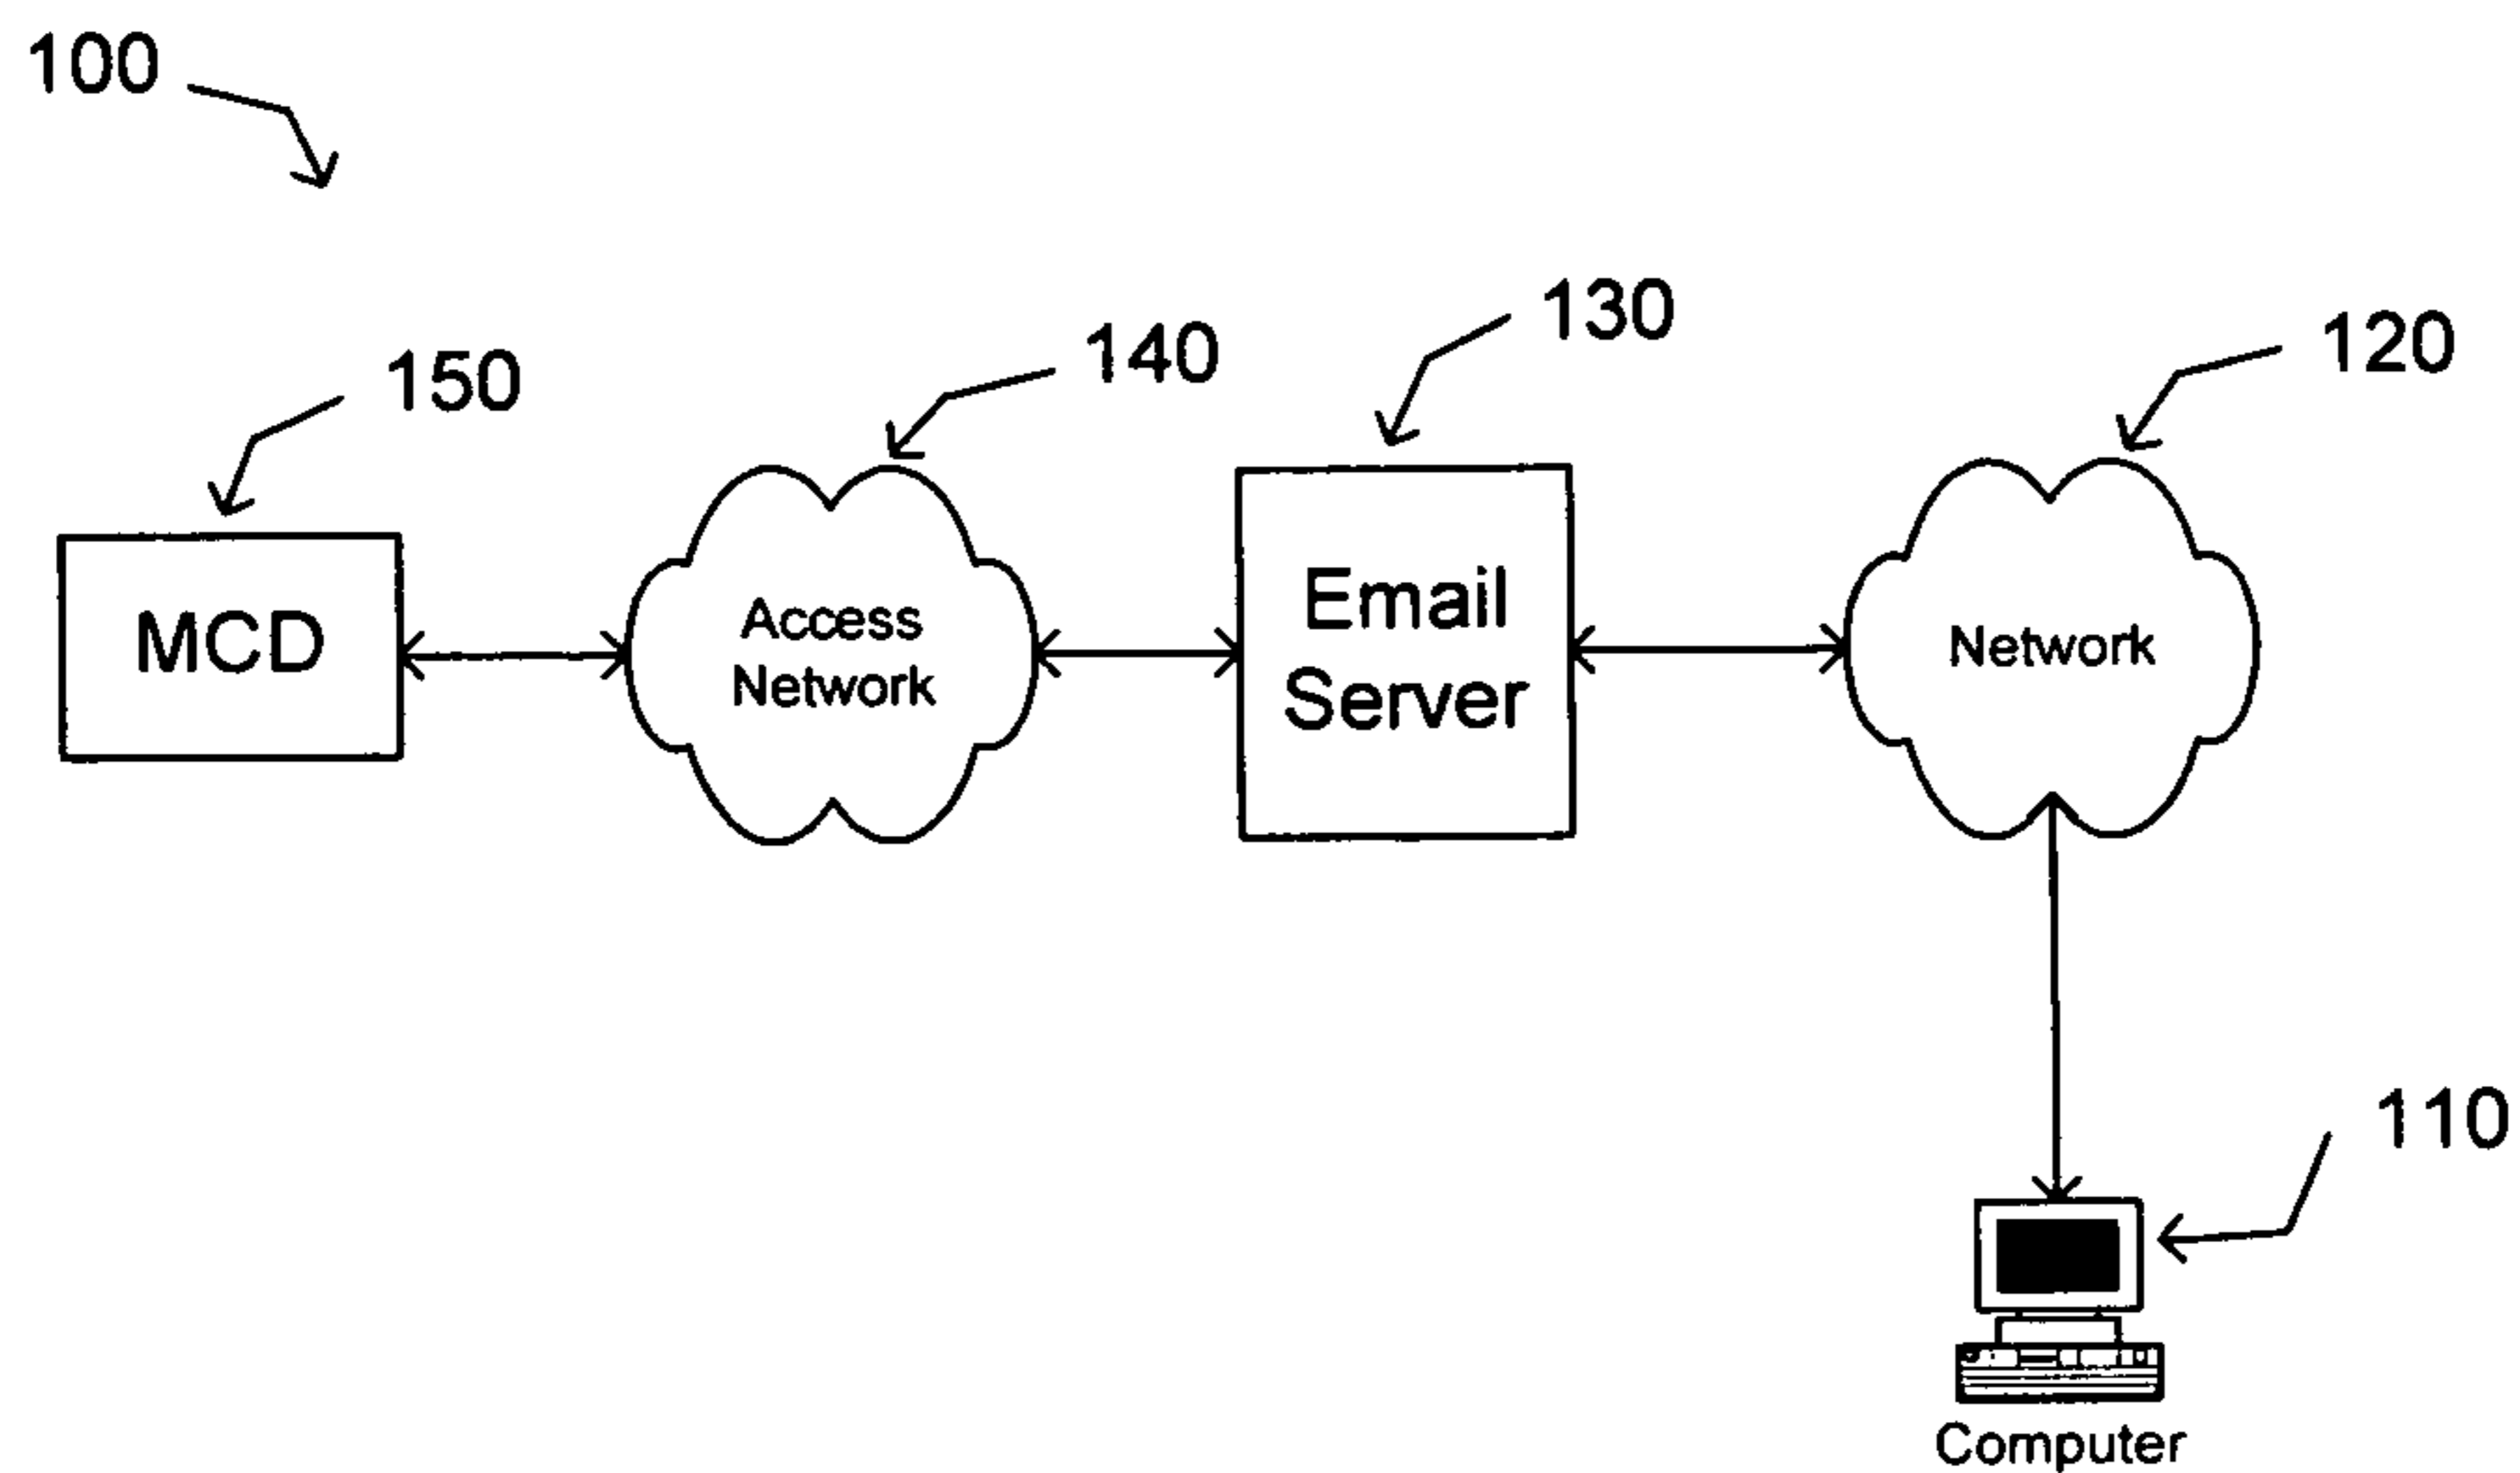 100
150
140
130
120
MCD
Access
Network
Email
Server
Network
110
Computer